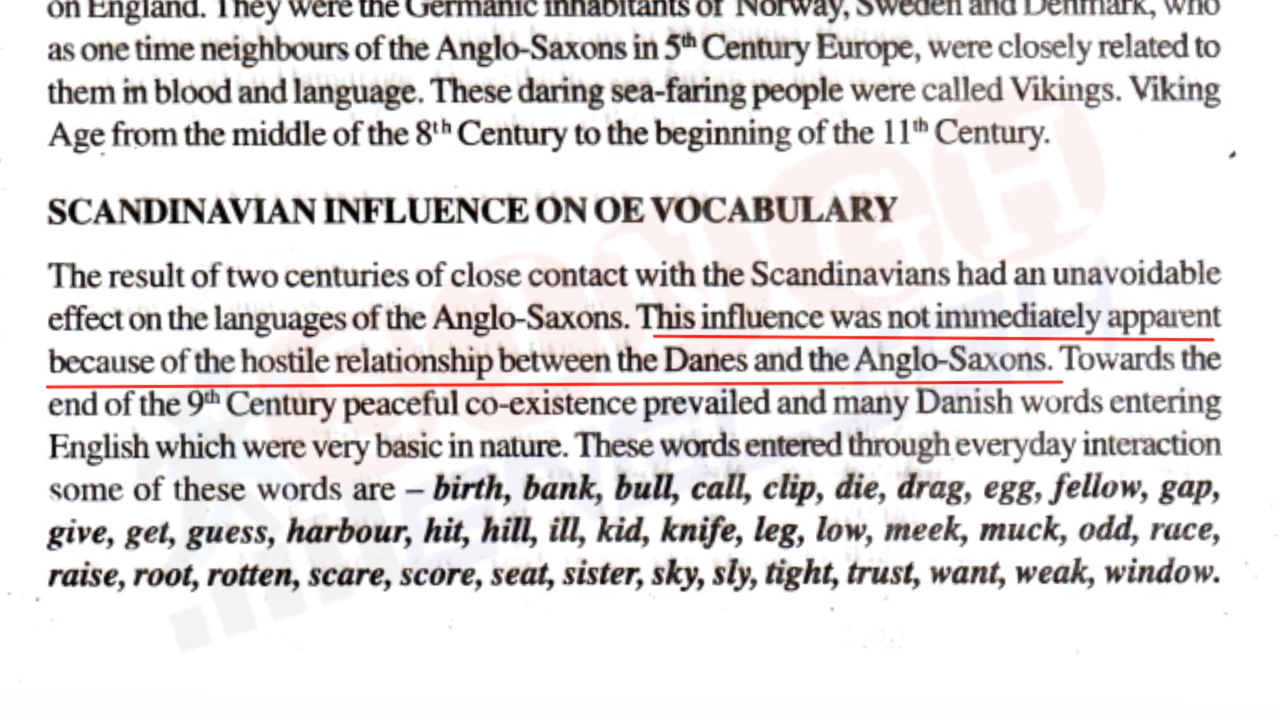 on England. They were the Germanic inhabitants of Norway, Sweden and Denmark, who
as one time neighbours of the Anglo-Saxons in 5th Century Europe, were closely related to
them in blood and language. These daring sea-faring people were called Vikings. Viking
Age from the middle of the 8th Century to the beginning of the 11th Century.
SCANDINAVIAN INFLUENCE ON OE VOCABULARY
The result of two centuries of close contact with the Scandinavians had an unavoidable
effect on the languages of the Anglo-Saxons. This influence was not immediately apparent
because of the hostile relationship between the Danes and the Anglo-Saxons. Towards the
end of the 9th Century peaceful co-existence prevailed and many Danish words entering
English which were very basic in nature. These words entered through everyday interaction
some of these words are – birth, bank, bull, call, clip, die, drag, egg, fellow, gap,
give, get, guess, harbour, hit, hill, ill, kid, knife, leg, low, meek, muck, odd, race,
raise, root, rotten, scare, score, seat, sister, sky, sly, tight, trust, want, weak, window.